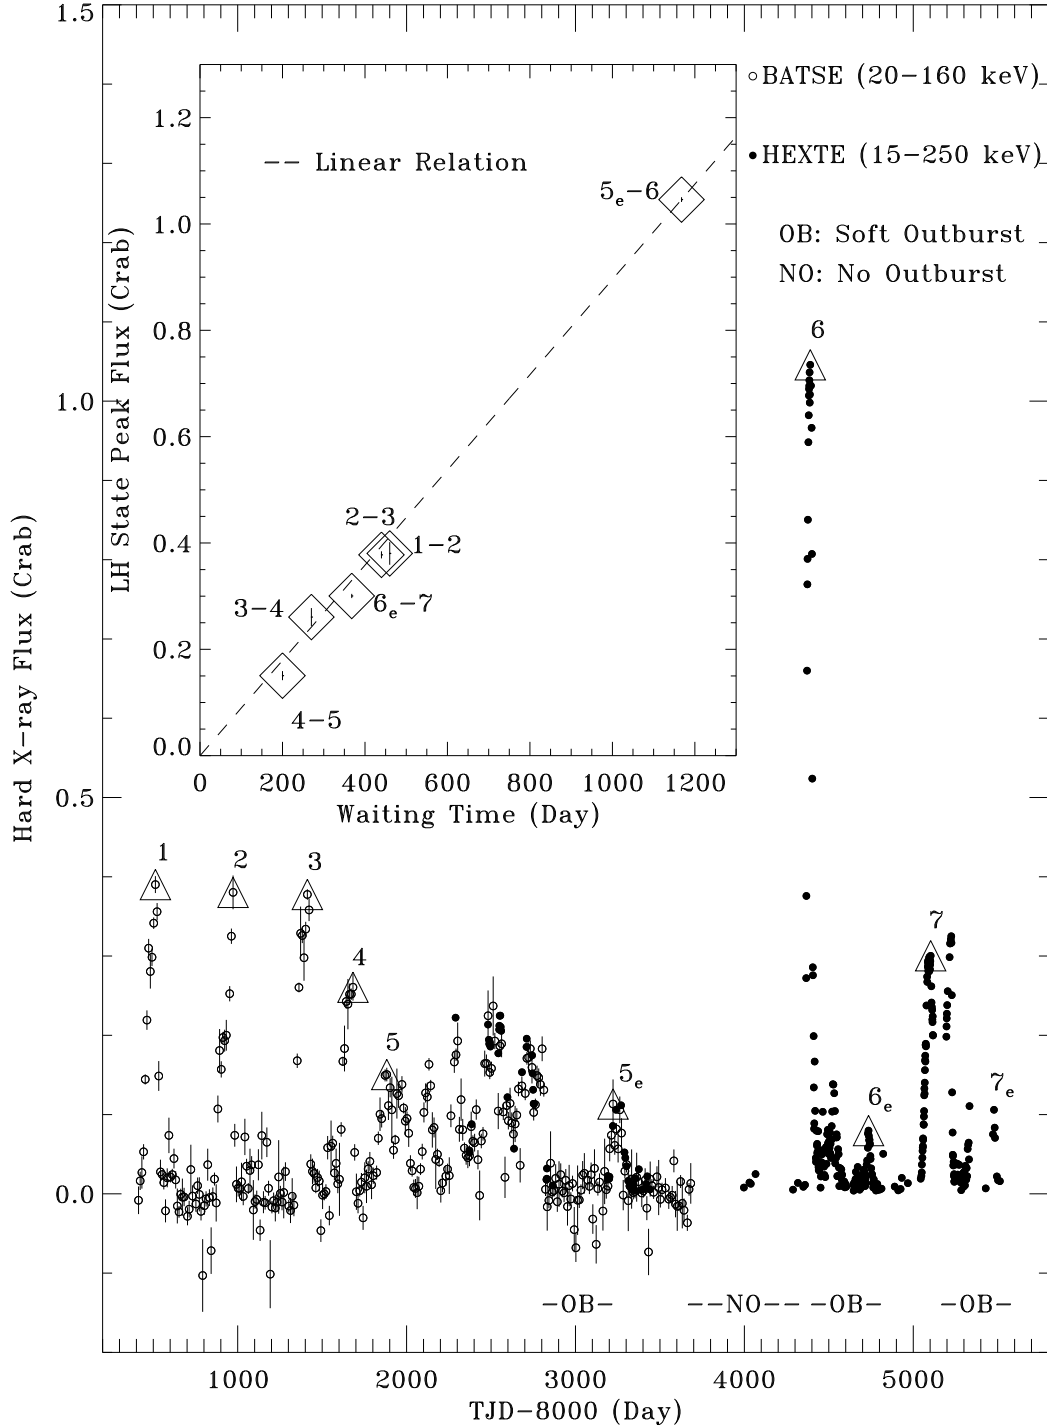 1.5
BATSE (20-160 keV)
HEXTE (15-250 keV)
OB: Soft Outburst
NO: No Outburst
1.2
-- Linear Relation
5e-6
1.0
0.8
0.6
0.4
0.2
0.0
2-3
1-2
3-4
6e-7
4-5
0 200 400 600 800 1000 1200
Waiting Time (Day)
LH State Peak Flux (Crab)
1.0
0.5
0.0
Hard X-ray Flux (Crab)
6
1
2
3
4
5
5e
6e
7
7e
-OB-
--NO--
-OB-
-OB-
1000 2000 3000 4000 5000
TJD-8000 (Day)